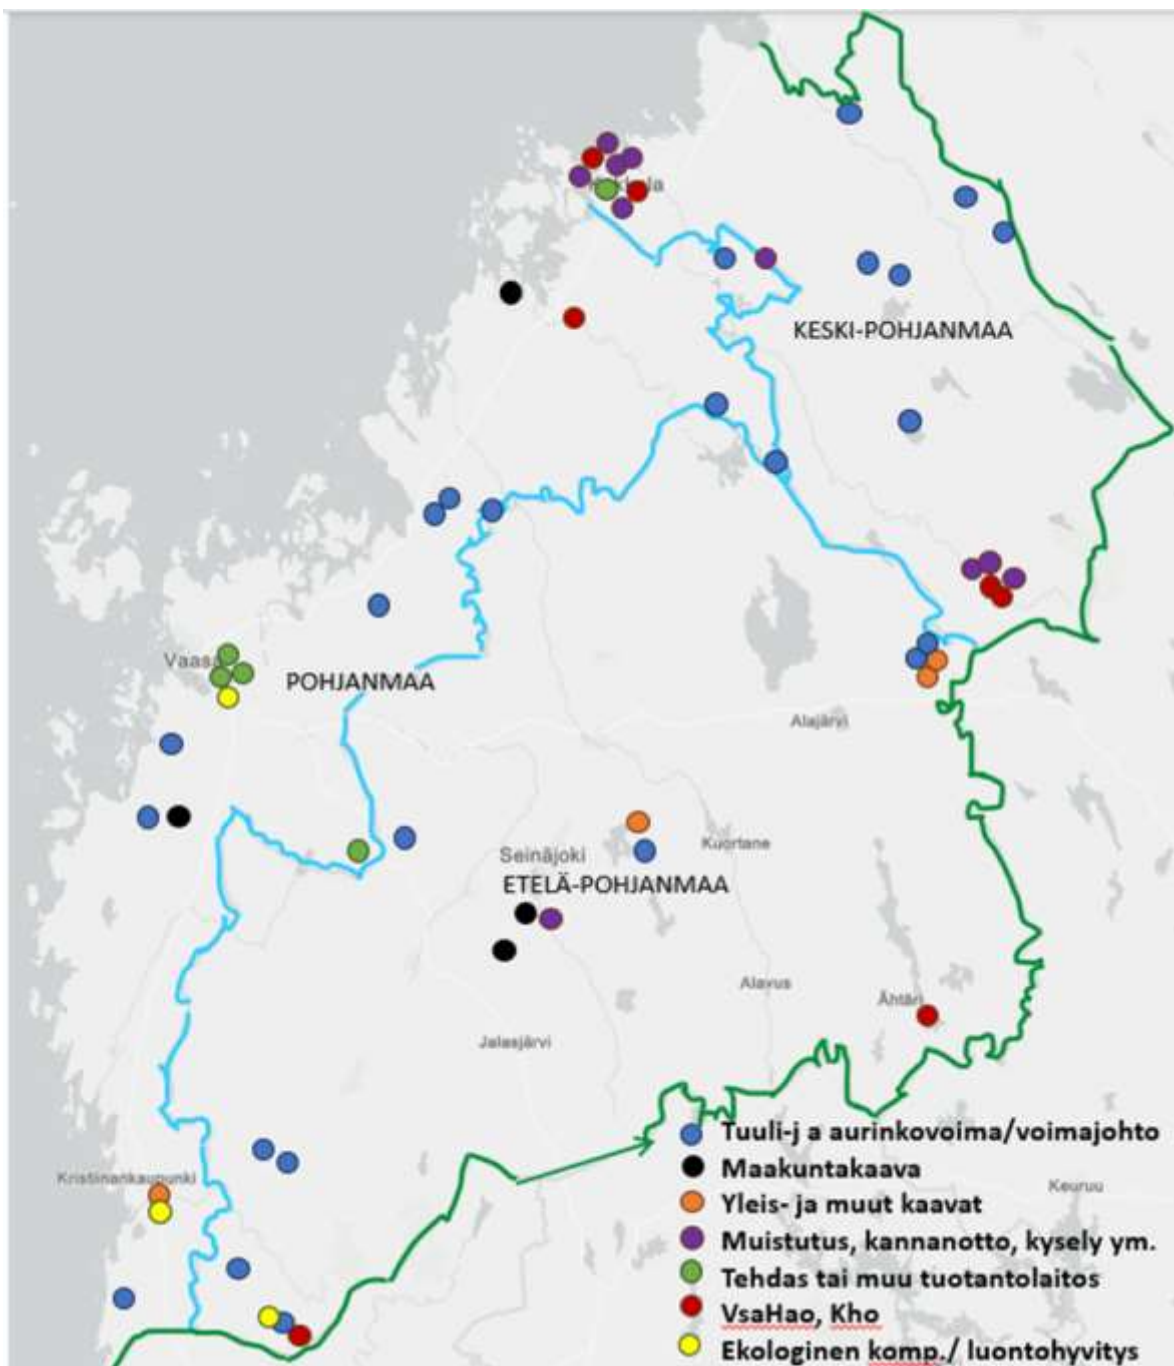 KESKI-POHJANMAA
Vaasa
POHJANMAA
Alajärvi
Kuortane
Seinäjoki
ETELÄ-POHJANMAA
Alavus
Ähtäri
Jalasjärvi
Tuuli-j a aurinkovoima/voimajohto
Maakuntakaava
Kristiinankaupunki
Keuruu
Yleis- ja muut kaavat
Muistutus, kannanotto, kysely ym.
Tehdas tai muu tuotantolaitos
VsaHao, Kho
Ekologinen komp./ luontohyvitys